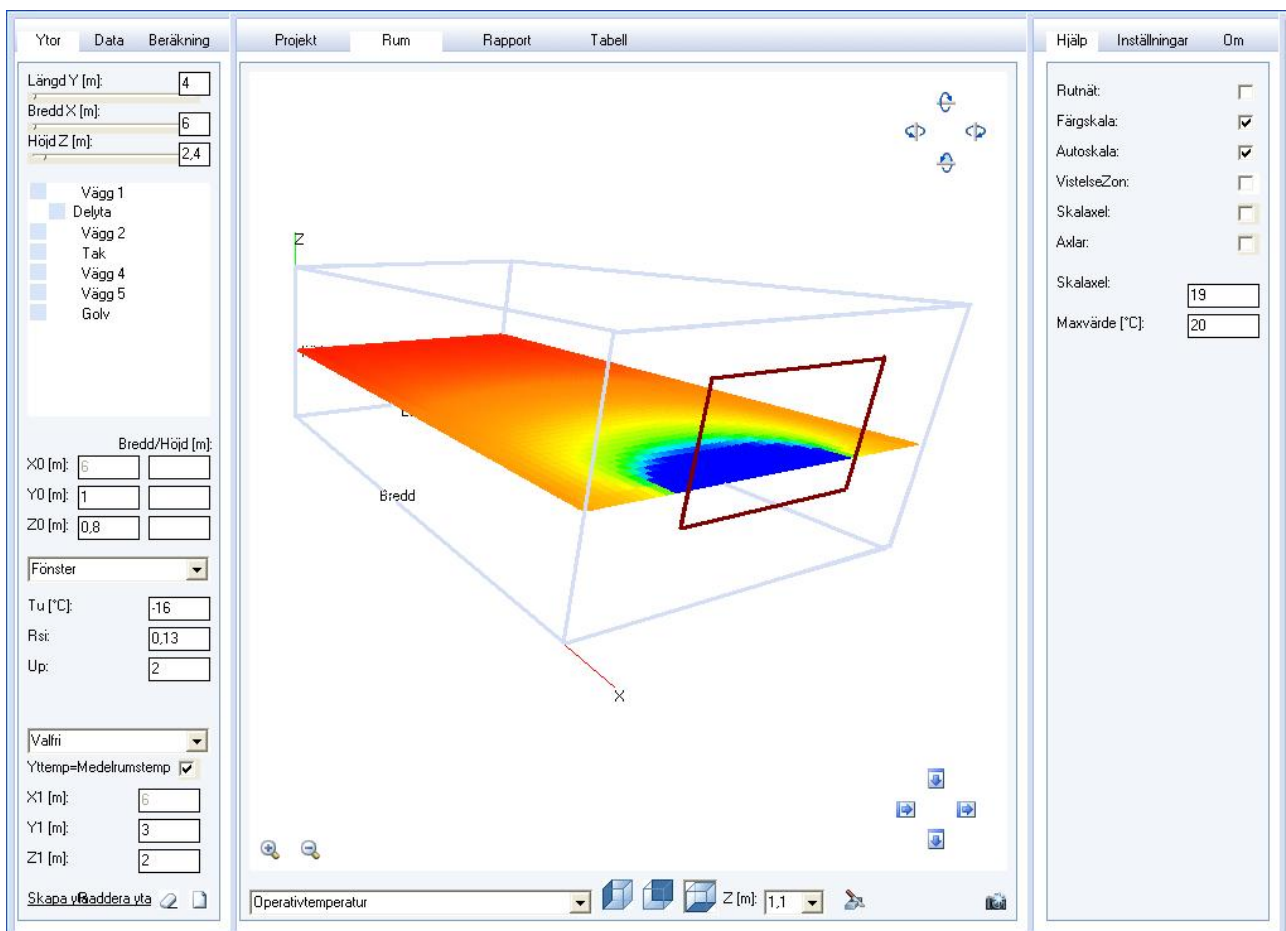 Ytor Data Beräkning
Längd Y [m]: 4
Bredd X [m]: 6
Höjd Z [m]: 2,4
Vägg 1
Delyta
Vägg 2
Tak
Vägg 4
Vägg 5
Golv
Bredd/Höjd [m]:
X0 [m]: 6
Y0 [m]: 1
Z0 [m]: 0,8
Fönster
Tu [°C]: -16
Rsi: 0,13
Up: 2
Valfri
Yttemp=Medelrumstemp
X1 [m]: 6
Y1 [m]: 3
Z1 [m]: 2
Skapa yta
Projekt Rum Rapport Tabell
Z
Bredd
X
Operativtemperatur Z [m]: 1,1
Hjälp Inställningar Om
Rutnät:
Färgskala:
Autoskala:
VistelseZon:
Skalaxel:
Axlar:
Skalaxel: 19
Maxvärde [°C]: 20